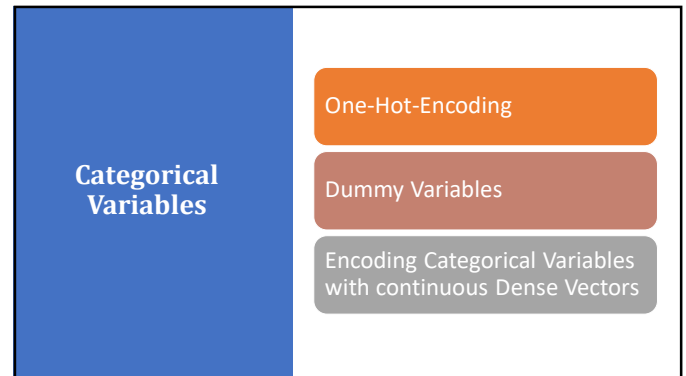 Categorical
Variables
One-Hot-Encoding
Dummy Variables
Encoding Categorical Variables
with continuous Dense Vectors